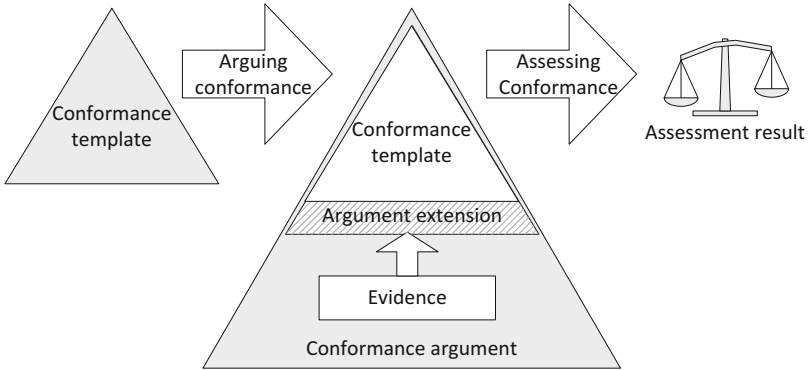 Conformance
template
Arguing
conformance
Conformance
template
Argument extension
Evidence
Conformance argument
Assessing
Conformance
Assessment result